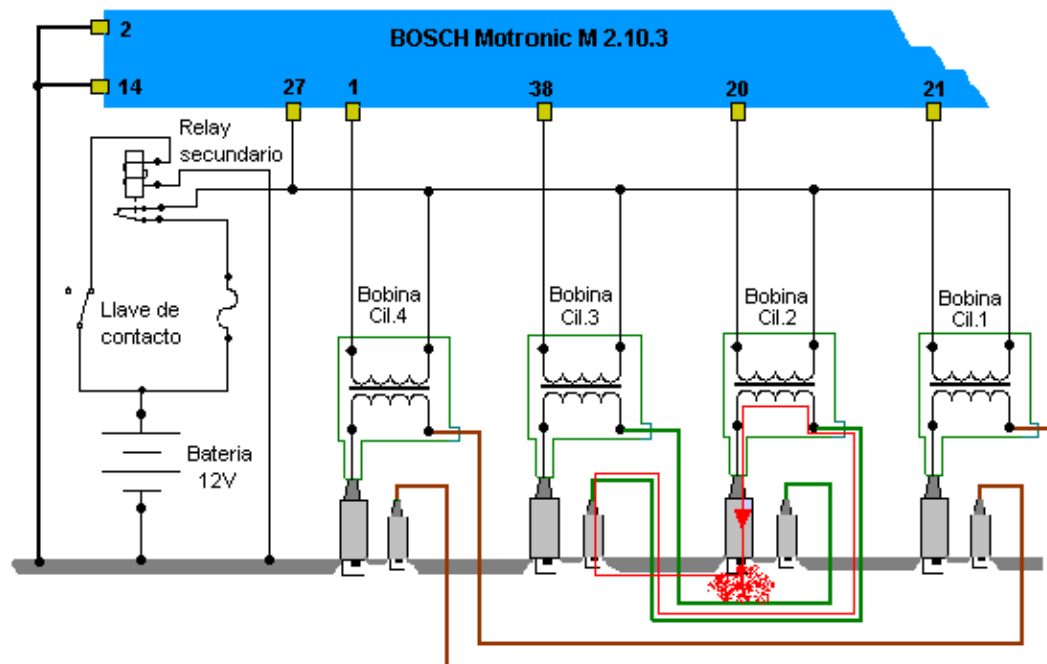 2
BOSCH Motronic M 2.10.3
14
27
1
38
20
21
Relay
secundario
Llave de
contacto
Bateria
12V
Bobina
Cil.4
Bobina
Cil.3
Bobina
Cil.2
Bobina
Cil.1